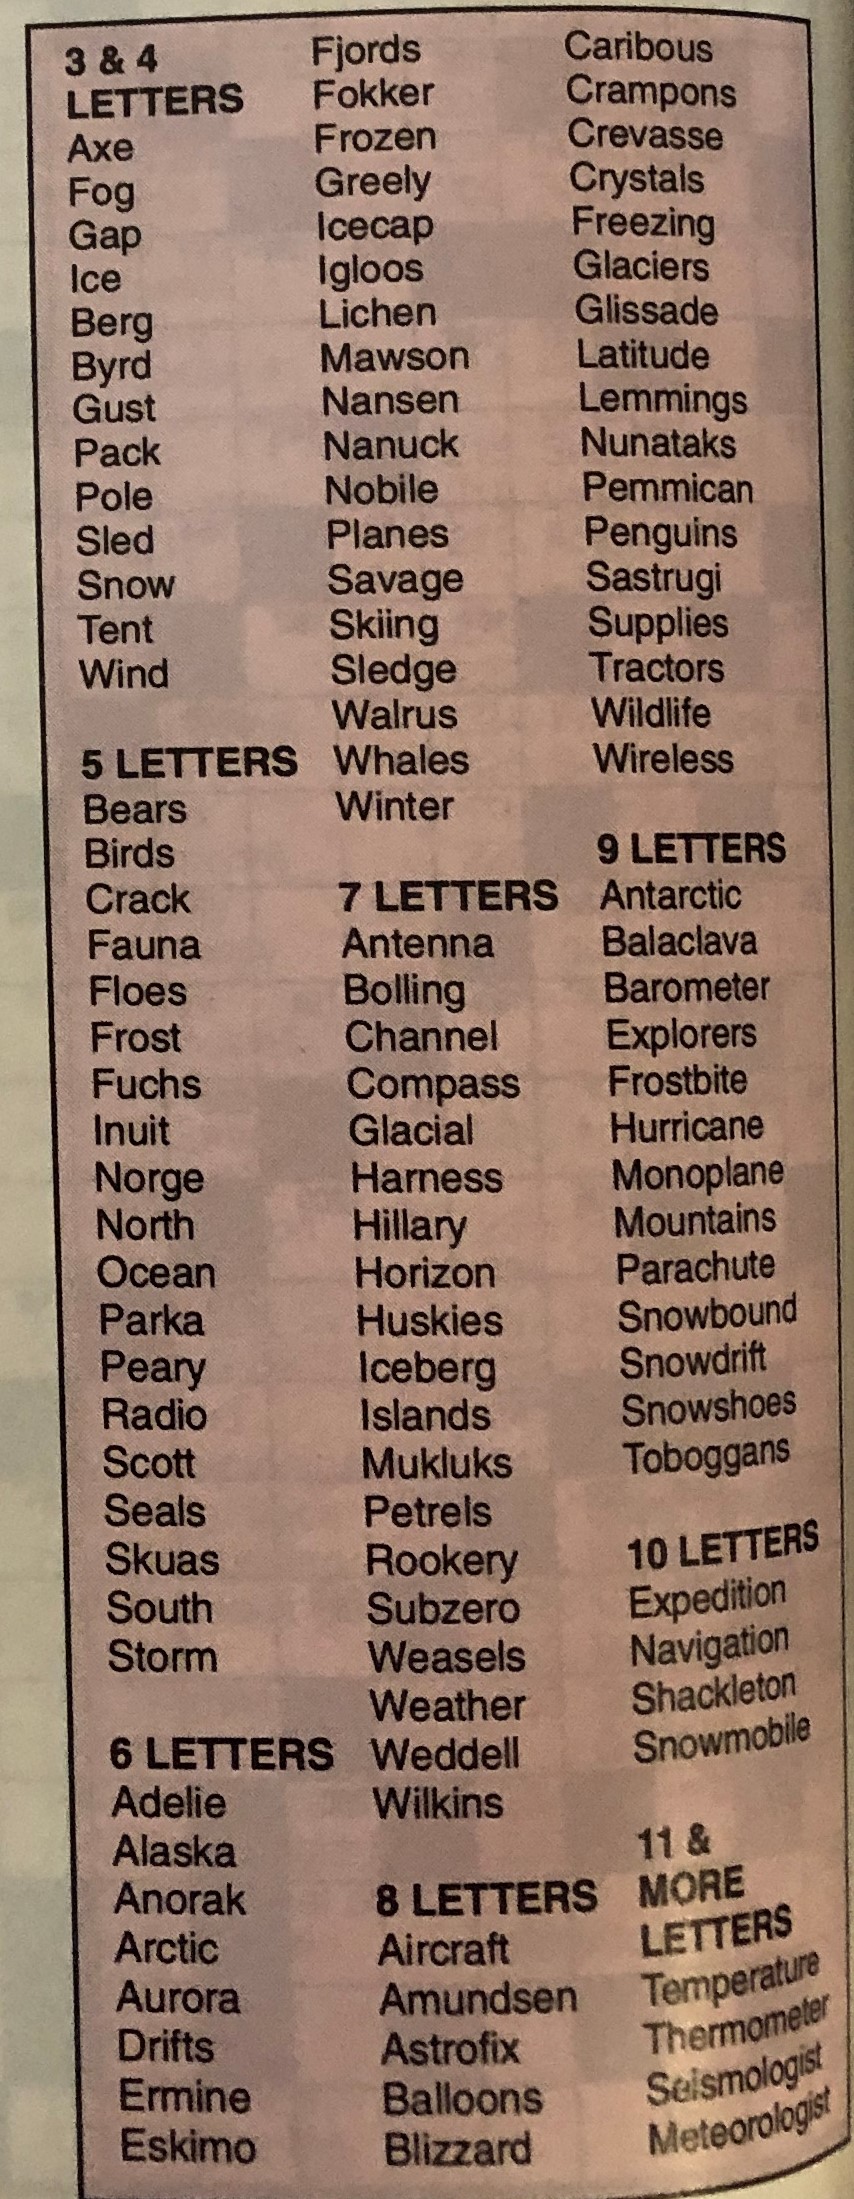 3 & 4
LETTERS
Axe
Fog
Gap
Ice
Berg
Byrd
Gust
Pack
Pole
Sled
Snow
Tent
Wind
5 LETTERS
Bears
Birds
Crack
Fauna
Floes
Frost
Fuchs
Inuit
Norge
North
Ocean
Parka
Peary
Radio
Scott
Seals
Skuas
South
Storm
6 LETTERS
Adelie
Alaska
Anorak
Arctic
Aurora
Drifts
Ermine
Eskimo
Fjords
Fokker
Frozen
Greely
Icecap
Igloos
Lichen
Mawson
Nansen
Nanuck
Nobile
Planes
Savage
Skiing
Sledge
Walrus
Whales
Winter
7 LETTERS
Antenna
Bolling
Channel
Compass
Glacial
Harness
Hillary
Horizon
Huskies
Iceberg
Islands
Mukluks
Petrels
Rookery
Subzero
Weasels
Weather
Weddell
Wilkins
8 LETTERS
Aircraft
Amundsen
Astrofix
Balloons
Blizzard
Caribous
Crampons
Crevasse
Crystals
Freezing
Glaciers
Glissade
Latitude
Lemmings
Nunataks
Pemmican
Penguins
Sastrugi
Supplies
Tractors
Wildlife
Wireless
9 LETTERS
Antarctic
Balaclava
Barometer
Explorers
Frostbite
Hurricane
Monoplane
Mountains
Parachute
Snowbound
Snowdrift
Snowshoes
Toboggans
10 LETTERS
Expedition
Navigation
Shackleton
Snowmobile
11 &
MORE
LETTERS
Temperature
Thermometer
Seismologist
Meteorologist